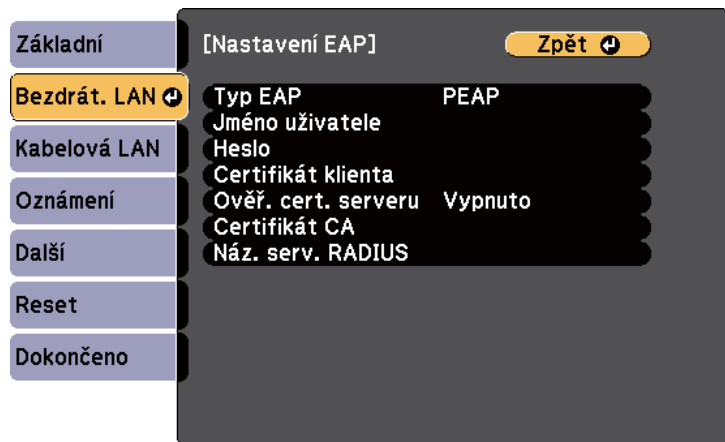 Základní
Bezdrát. LAN
Kabelová LAN
Oznámení
Další
Reset
Dokončeno
[Nastavení EAP]
Zpět
Typ EAP PEAP
Jméno uživatele
Heslo
Certifikát klienta
Ověř. cert. serveru Vypnuto
Certifikát CA
Náz. serv. RADIUS